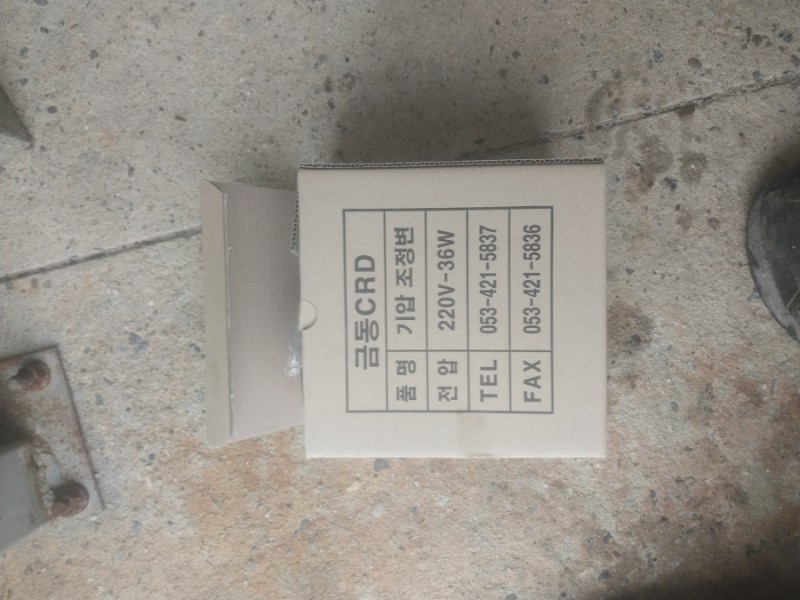 금동CRD
품 명 기압 조정변
전 압 220V-36W
TEL 053-421-5837
FAX 053-421-5836